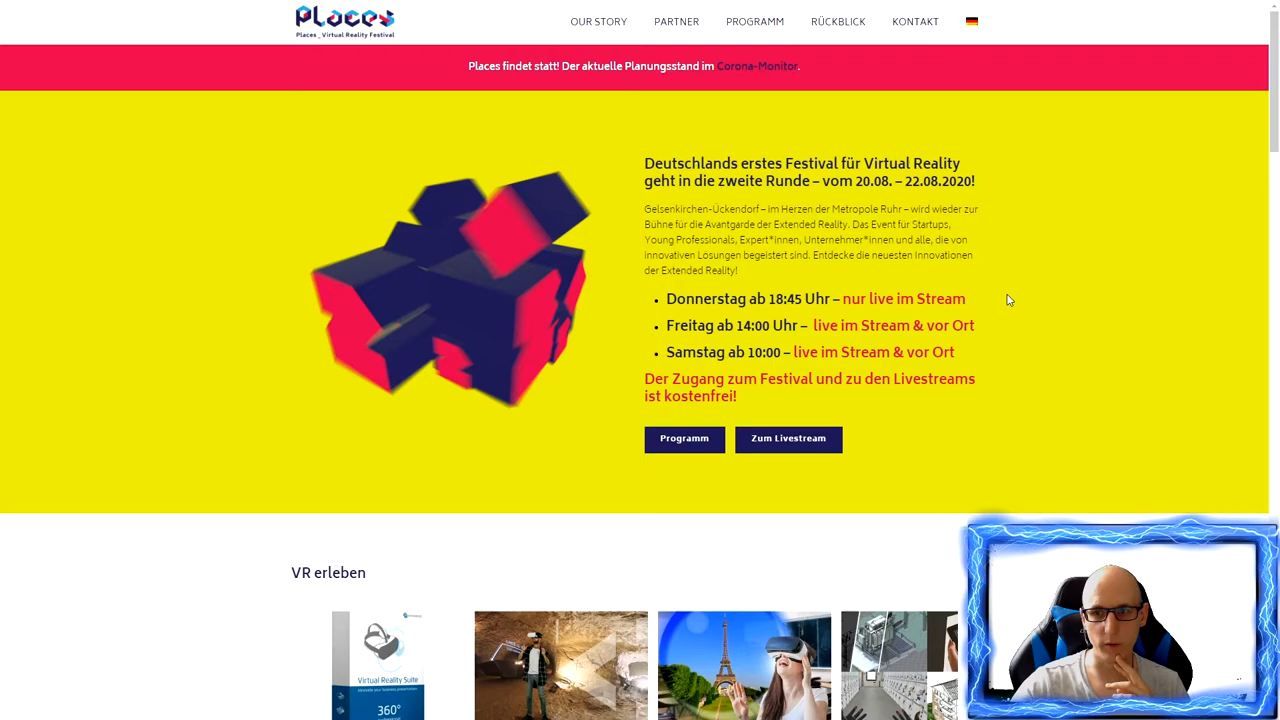 Places
Places _ Virtual Reality Festival
OUR STORY
PARTNER
PROGRAMM
RÜCKBLICK
KONTAKT
Places findet statt! Der aktuelle Planungsstand im Corona-Monitor.
Deutschlands erstes Festival für Virtual Reality
geht in die zweite Runde – vom 20.08. – 22.08.2020!
Gelsenkirchen-Ückendorf – im Herzen der Metropole Ruhr – wird wieder zur
Bühne für die Avantgarde der Extended Reality. Das Event für Startups,
Young Professionals, Expert*innen, Unternehmer*innen und alle, die von
innovativen Lösungen begeistert sind. Entdecke die neuesten Innovationen
der Extended Reality!
Donnerstag ab 18:45 Uhr – nur live im Stream
Freitag ab 14:00 Uhr – live im Stream & vor Ort
Samstag ab 10:00 – live im Stream & vor Ort
Der Zugang zum Festival und zu den Livestreams
ist kostenfrei!
Programm
Zum Livestream
VR erleben
Virtual Reality Suite
360°